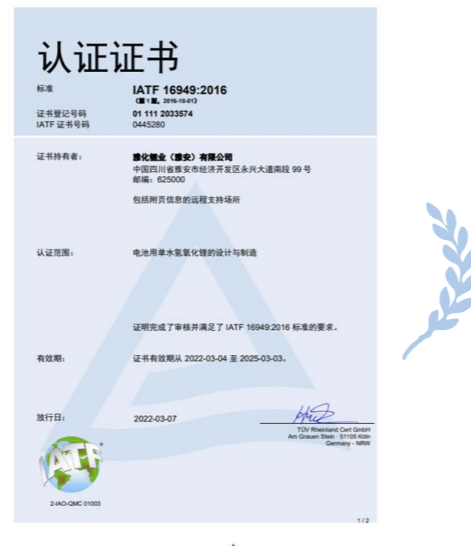 认证证书
标准 IATF 16949:2016
(第 1 版, 2016-10-01)
证书登记号码 01 111 2033574
IATF 证书号码 0445280
证书持有者: 雅化锂业(雅安)有限公司
中国四川省雅安市经济开发区永兴大道南段 99 号
邮编: 625000
包括附页信息的远程支持场所
认证范围: 电池用单水氢氧化锂的设计与制造
证明完成了审核并满足了 IATF 16949:2016 标准的要求。
有效期: 证书有效期从 2022-03-04 至 2025-03-03。
放行日: 2022-03-07
TÜV Rheinland Cert GmbH
Am Grauen Stein · 51105 Köln
Germany - NRW
IATF
2-IAO-QMC 01003
1 / 2